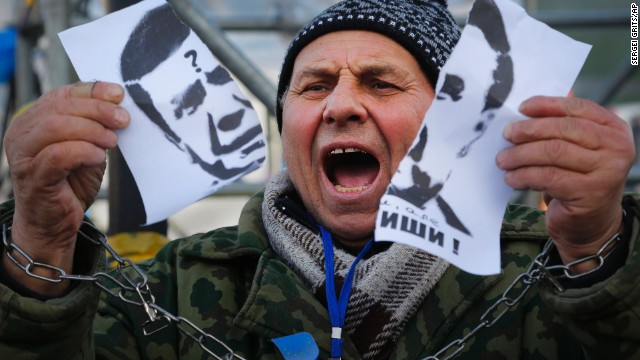 ?
ИШИ !
SERGEI GRITS/AP